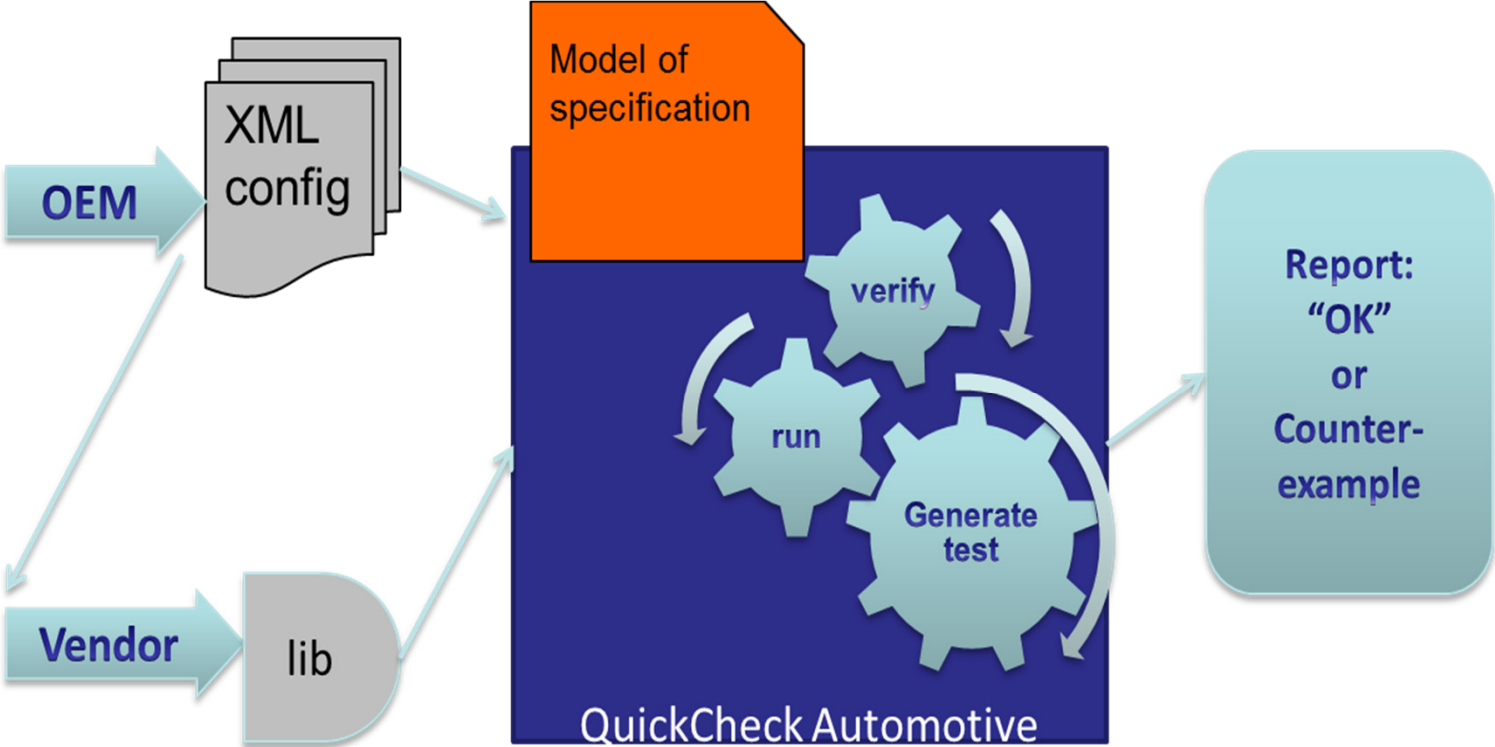 Model of
specification
XML
config
OEM
verify
run
Generate
test
Report:
“OK”
or
Counter-
example
Vendor
lib
QuickCheck Automotive